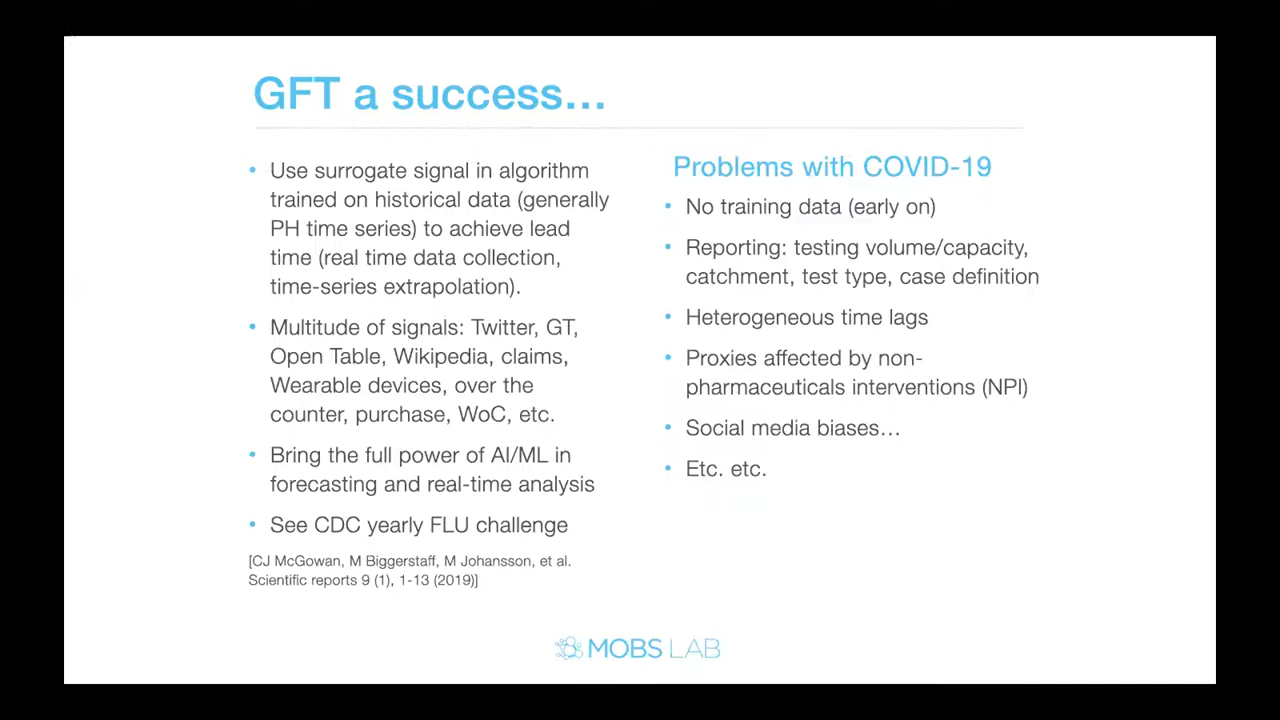 GFT a success…
• Use surrogate signal in algorithm
trained on historical data (generally
PH time series) to achieve lead
time (real time data collection,
time-series extrapolation).
• Multitude of signals: Twitter, GT,
Open Table, Wikipedia, claims,
Wearable devices, over the
counter, purchase, WoC, etc.
• Bring the full power of AI/ML in
forecasting and real-time analysis
• See CDC yearly FLU challenge
[CJ McGowan, M Biggerstaff, M Johansson, et al.
Scientific reports 9 (1), 1-13 (2019)]
Problems with COVID-19
• No training data (early on)
• Reporting: testing volume/capacity,
catchment, test type, case definition
• Heterogeneous time lags
• Proxies affected by non-
pharmaceuticals interventions (NPI)
• Social media biases…
• Etc. etc.
MOBS LAB